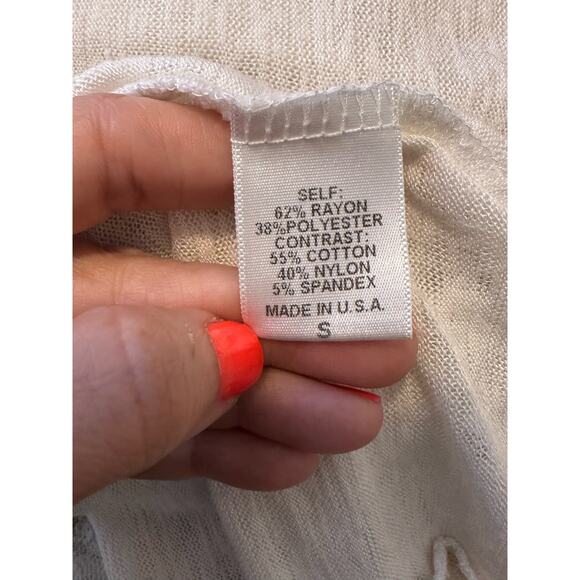 SELF:
62% RAYON
38%POLYESTER
CONTRAST:
55% COTTON
40% NYLON
5% SPANDEX
MADE IN U.S.A.
S